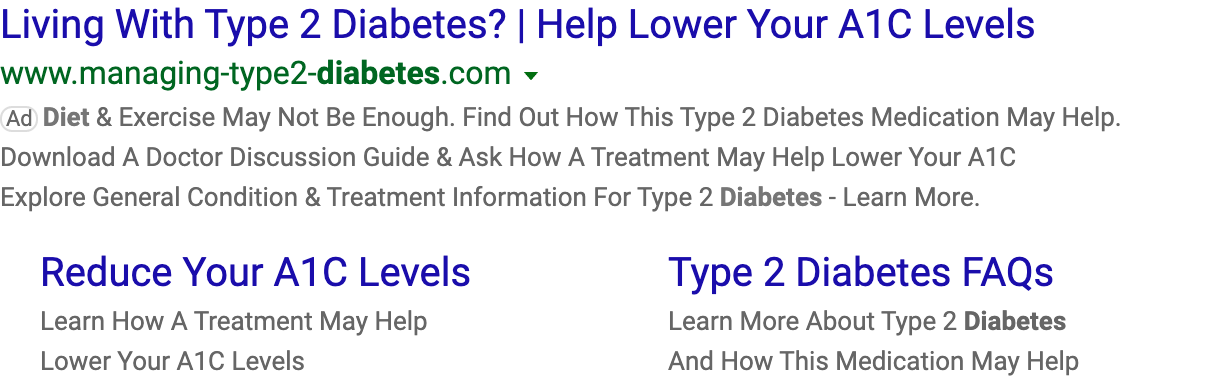 Living With Type 2 Diabetes? | Help Lower Your A1C Levels
www.managing-type2-diabetes.com
Ad Diet & Exercise May Not Be Enough. Find Out How This Type 2 Diabetes Medication May Help.
Download A Doctor Discussion Guide & Ask How A Treatment May Help Lower Your A1C
Explore General Condition & Treatment Information For Type 2 Diabetes - Learn More.
Reduce Your A1C Levels
Learn How A Treatment May Help
Lower Your A1C Levels
Type 2 Diabetes FAQs
Learn More About Type 2 Diabetes
And How This Medication May Help